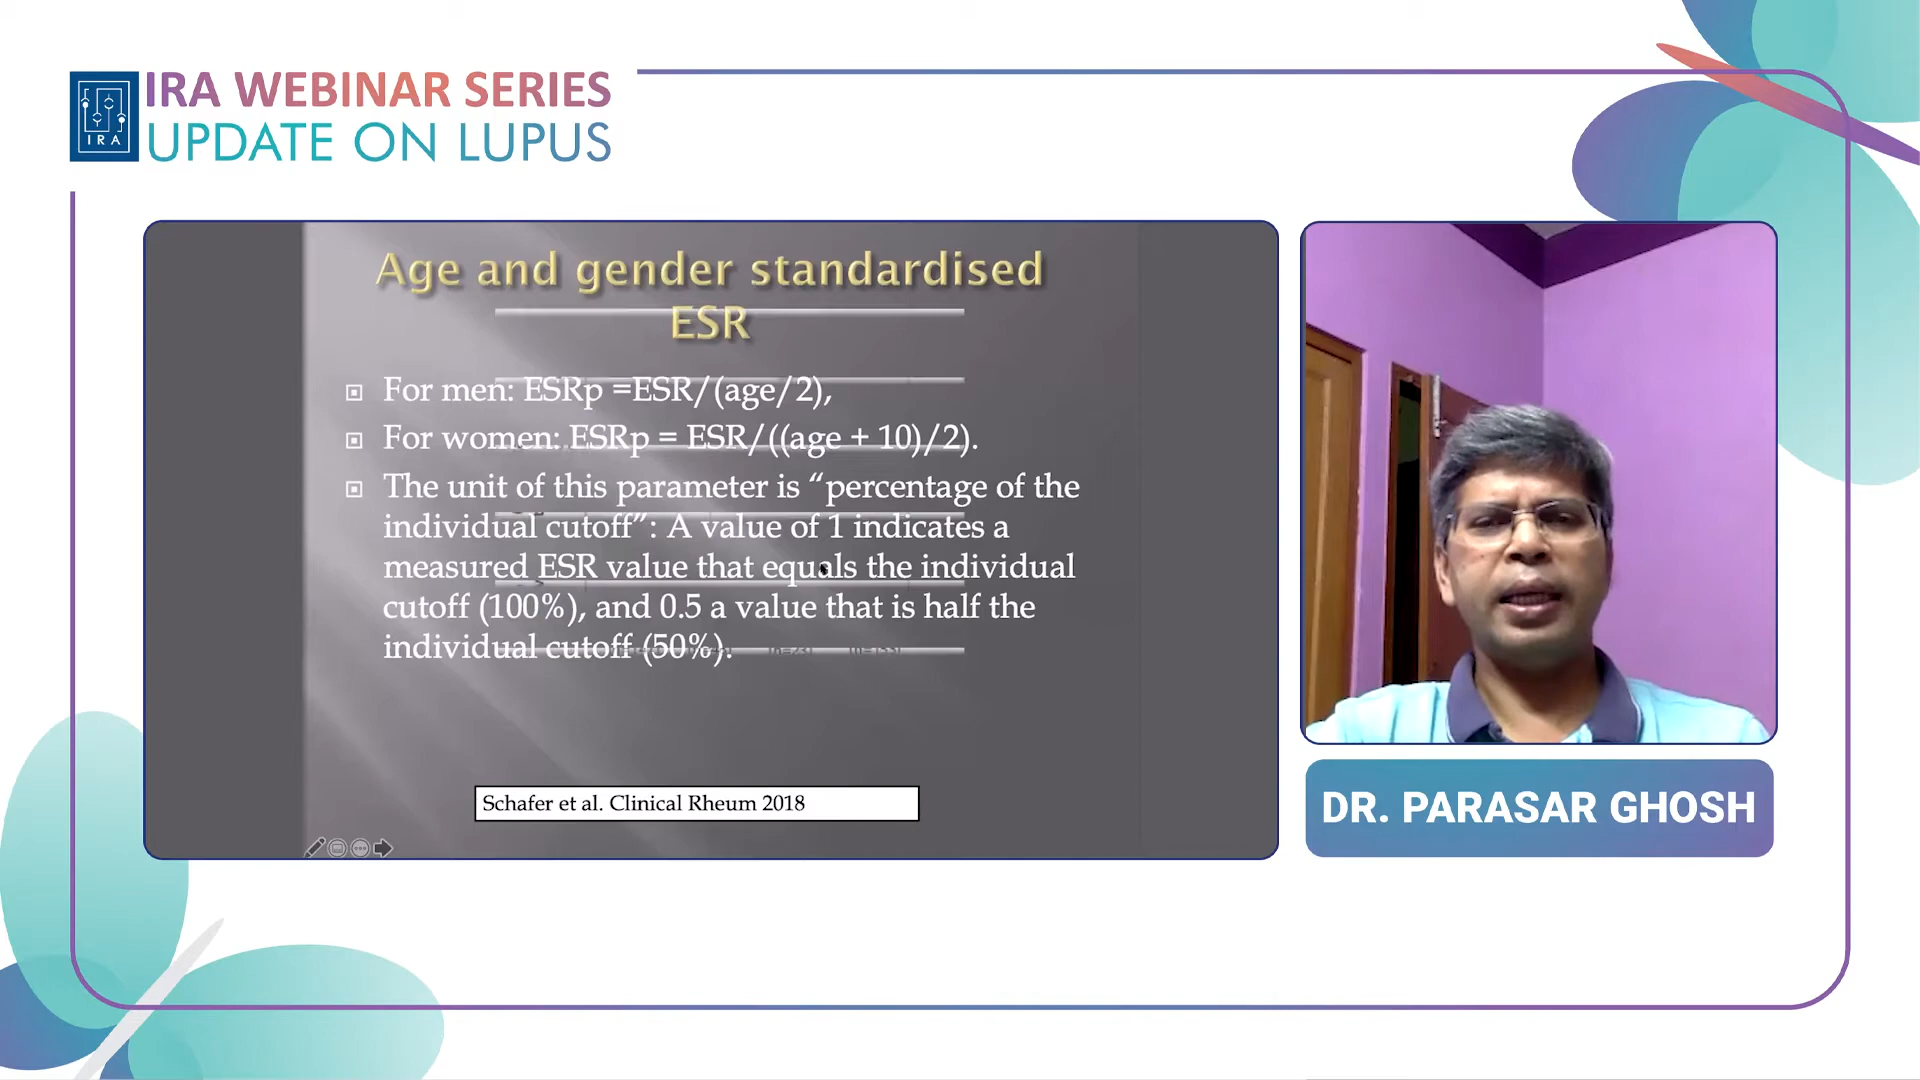 IRA WEBINAR SERIES
UPDATE ON LUPUS
IRA
Age and gender standardised
ESR
For men: ESRp =ESR/(age/2),
For women: ESRp = ESR/((age + 10)/2).
The unit of this parameter is “percentage of the
individual cutoff”: A value of 1 indicates a
measured ESR value that equals the individual
cutoff (100%), and 0.5 a value that is half the
individual cutoff (50%).
Schafer et al. Clinical Rheum 2018
DR. PARASAR GHOSH